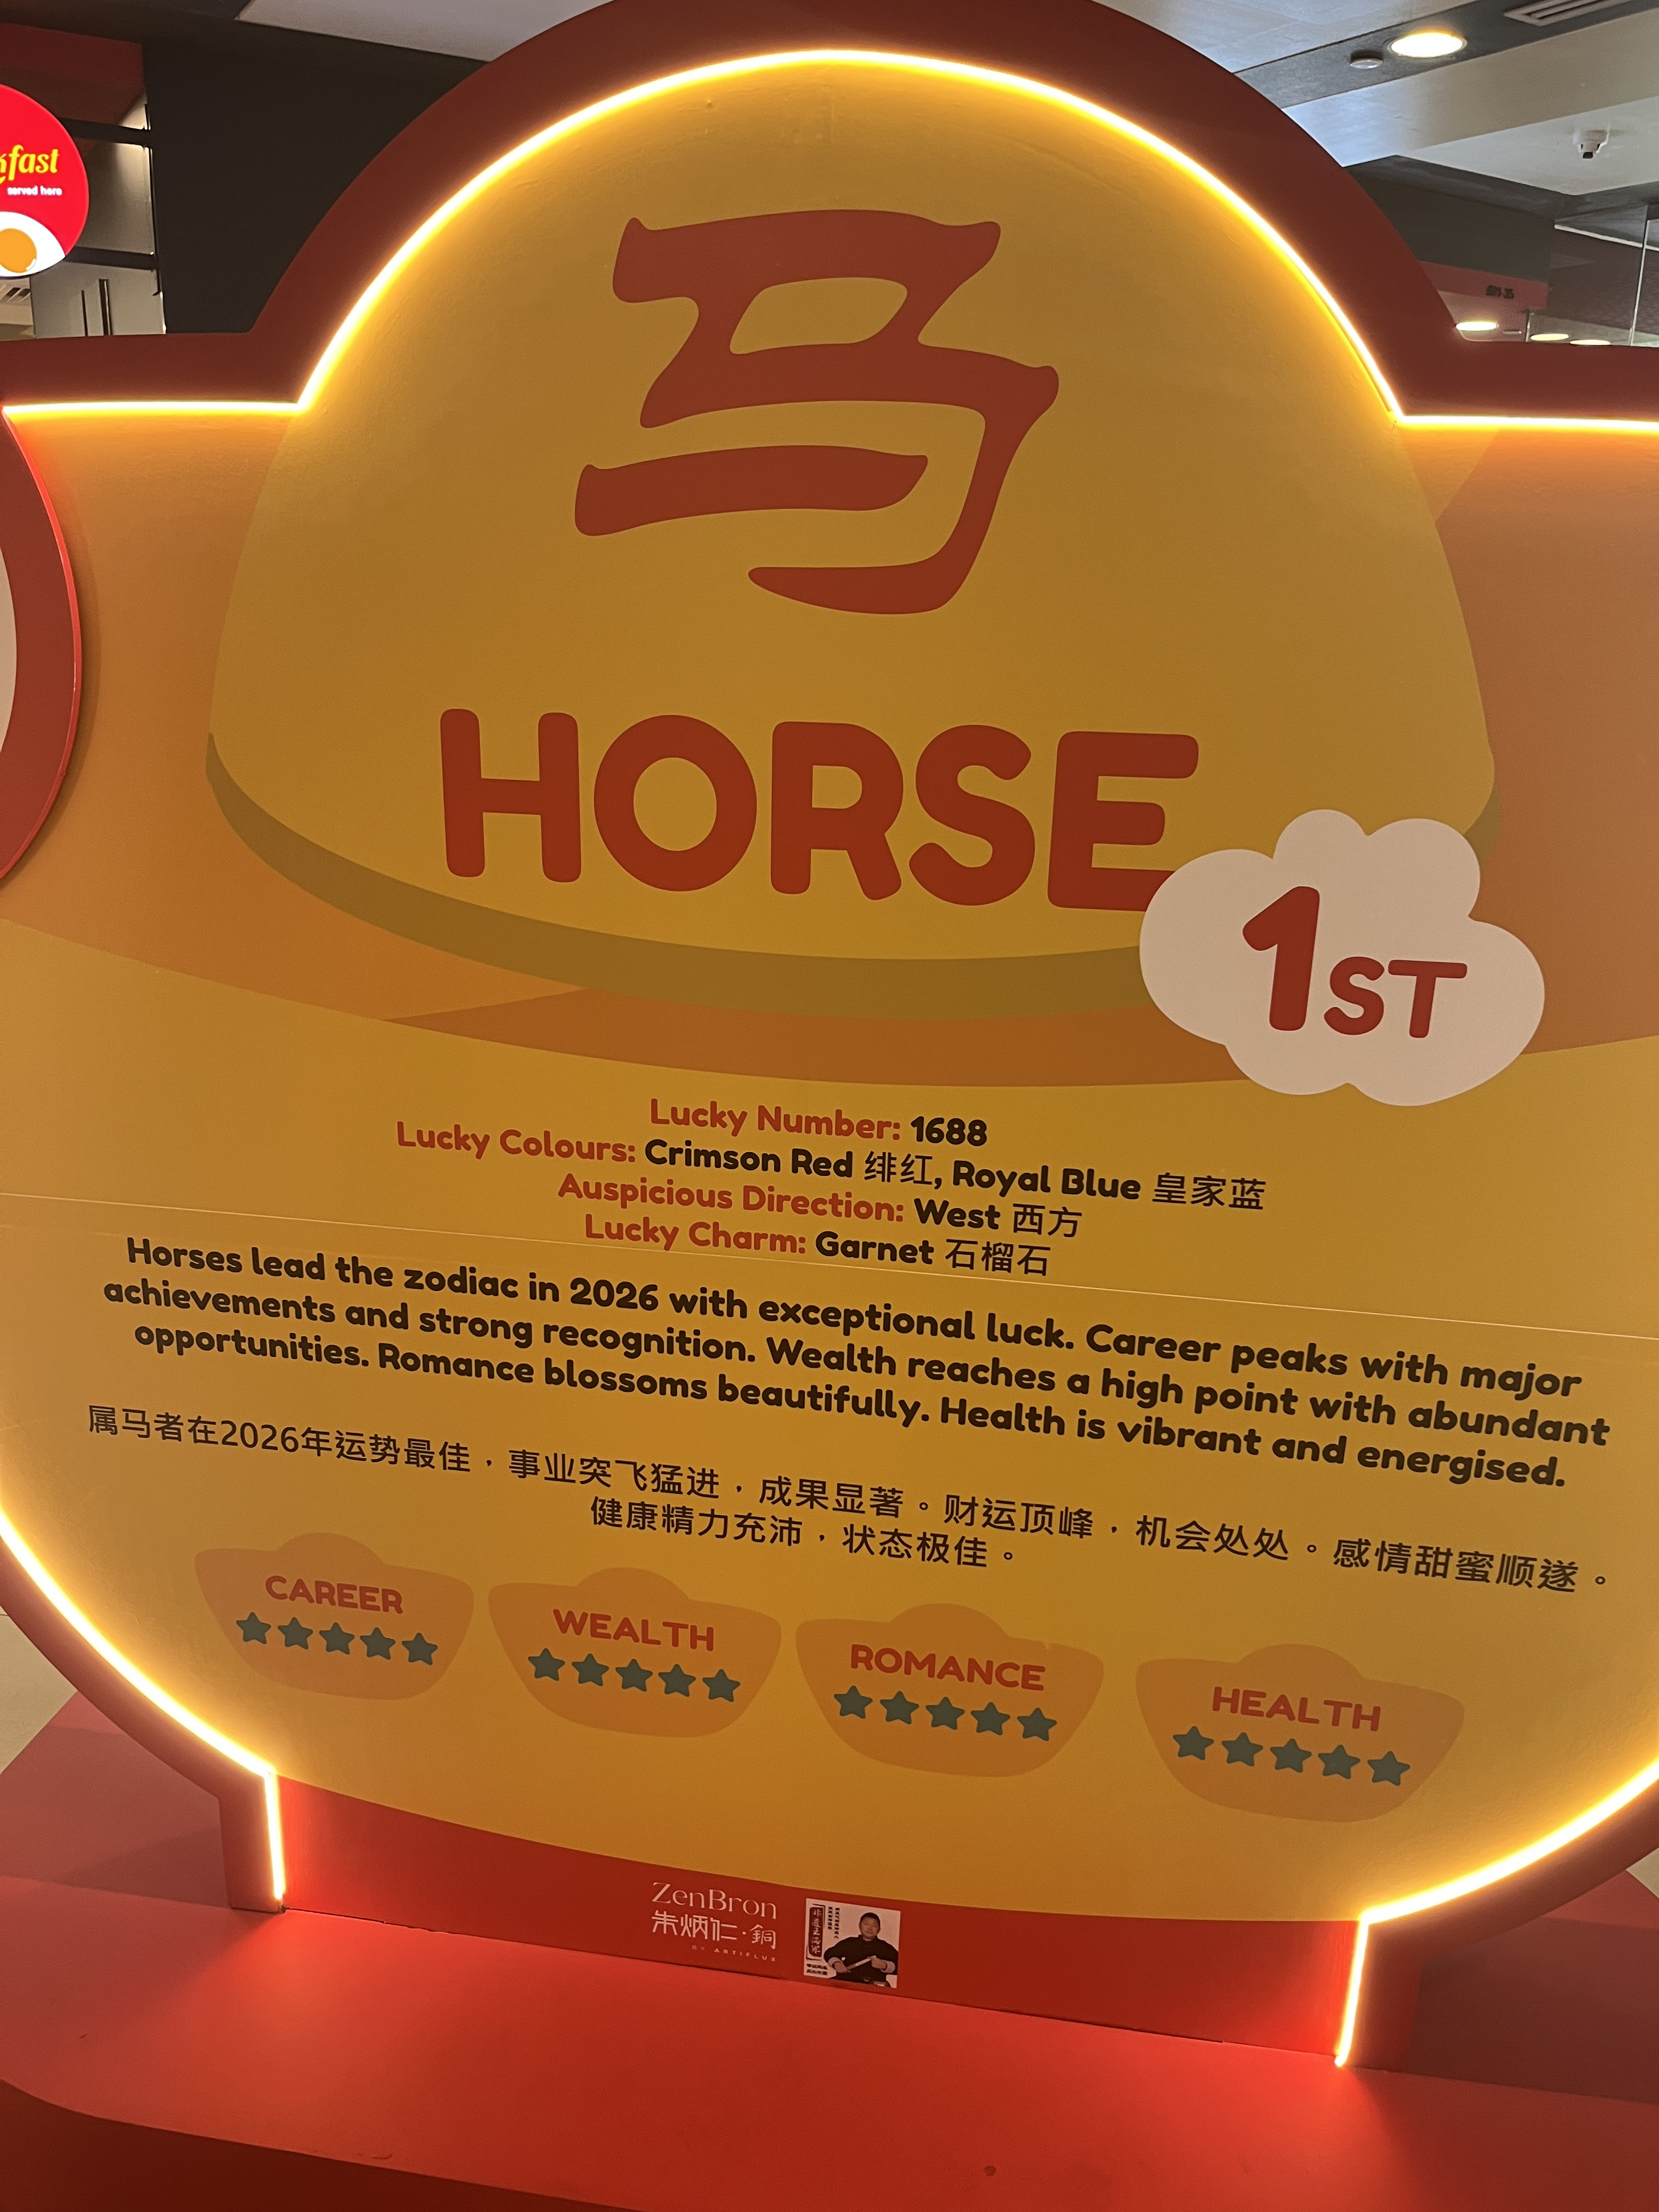 fast
served here
马
HORSE
1ST
Lucky Number: 1688
Lucky Colours: Crimson Red 绯红, Royal Blue 皇家蓝
Auspicious Direction: West 西方
Lucky Charm: Garnet 石榴石
Horses lead the zodiac in 2026 with exceptional luck. Career peaks with major
achievements and strong recognition. Wealth reaches a high point with abundant
opportunities. Romance blossoms beautifully. Health is vibrant and energised.
属马者在2026年运势最佳，事业突飞猛进，成果显著。财运顶峰，机会处处。感情甜蜜顺遂。
健康精力充沛，状态极佳。
CAREER
WEALTH
ROMANCE
HEALTH
ZenBron
朱炳仁·銅
BY ARTIFLUX